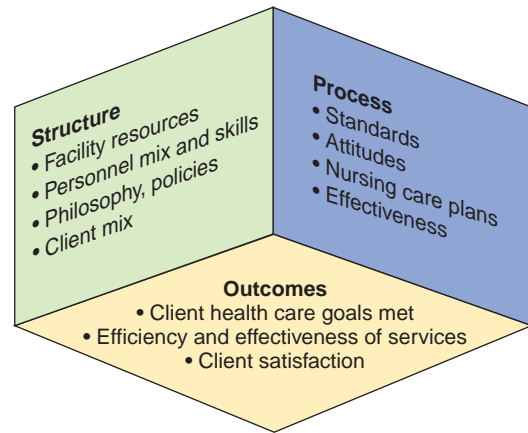 Structure
• Facility resources
• Personnel mix and skills
• Philosophy, policies
• Client mix
Process
• Standards
• Attitudes
• Nursing care plans
• Effectiveness
Outcomes
• Client health care goals met
• Efficiency and effectiveness of services
• Client satisfaction